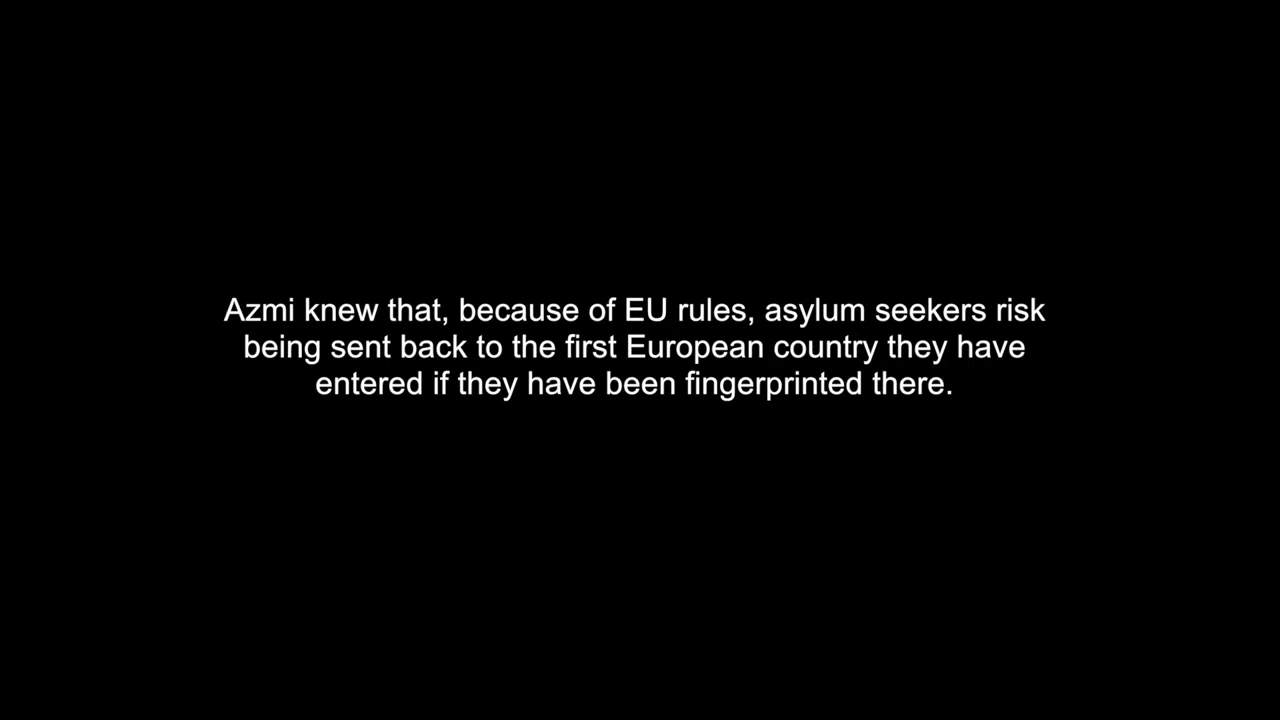 Azmi knew that, because of EU rules, asylum seekers risk
being sent back to the first European country they have
entered if they have been fingerprinted there.